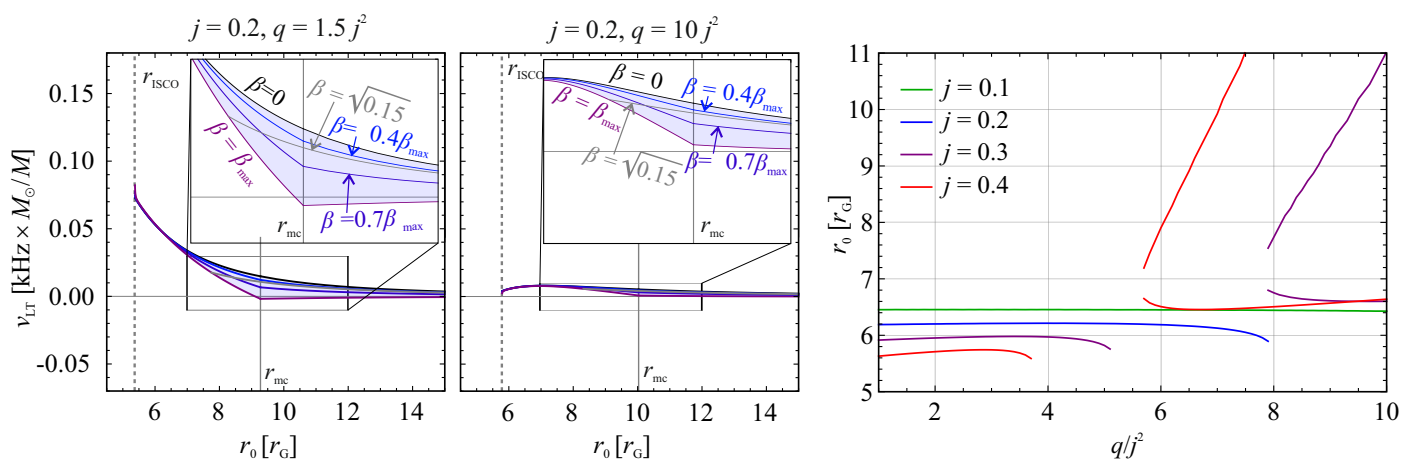 j = 0.2, q = 1.5 j²
ν_LT [kHz × M_⊙/M]
0.15
0.10
0.05
0.00
-0.05
r_ISCO
β=0
β = √0.15
β = 0.4β_max
β = β_max
β =0.7β_max
r_mc
r_mc
6
8
10
12
14
r₀ [r_G]
j = 0.2, q = 10 j²
r_ISCO
β = 0
β = 0.4β_max
β = β_max
β = √0.15
β = 0.7β_max
r_mc
r_mc
6
8
10
12
14
r₀ [r_G]
r₀ [r_G]
11
10
9
8
7
6
5
j = 0.1
j = 0.2
j = 0.3
j = 0.4
2
4
6
8
10
q/j²